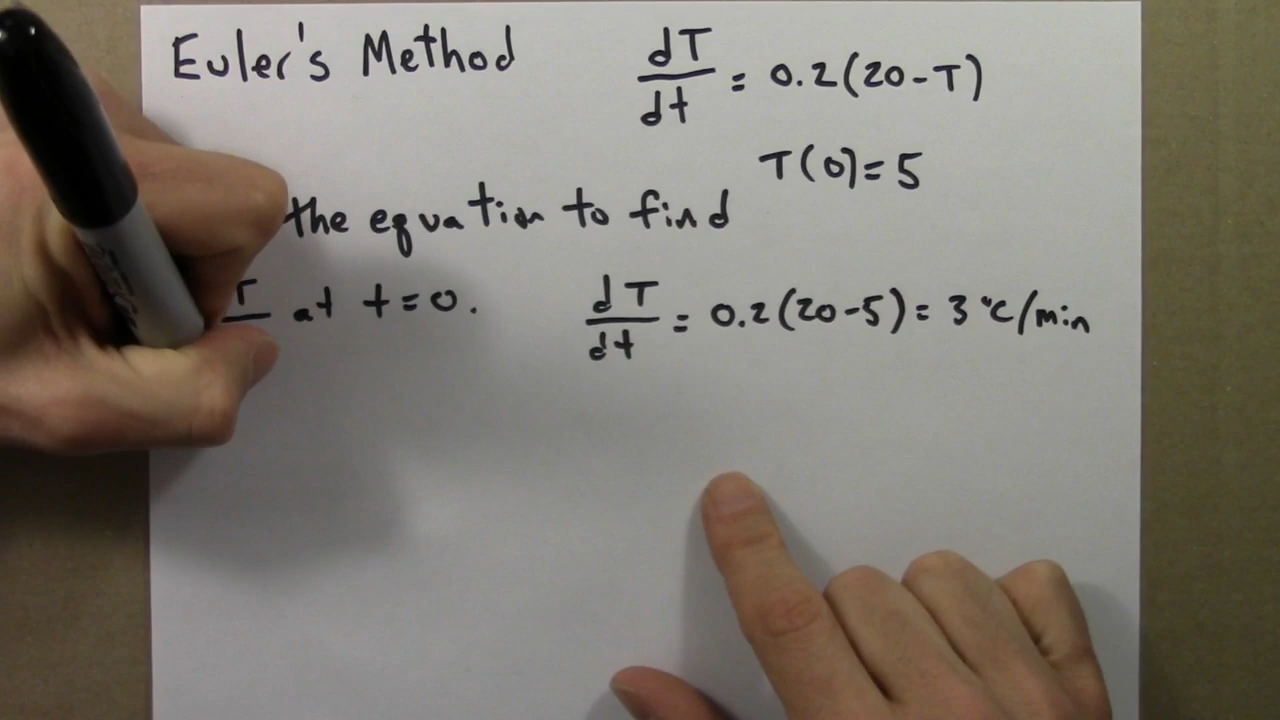 Euler's Method
dT/dt = 0.2(20-T)
T(0)=5
the equation to find
at t=0.
dT/dt = 0.2(20-5) = 3 °C/min